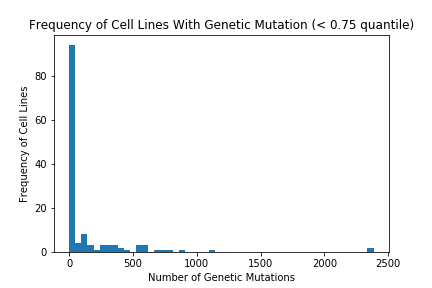 Frequency of Cell Lines With Genetic Mutation (< 0.75 quantile)
Frequency of Cell Lines
80
60
40
20
0
0 500 1000 1500 2000 2500
Number of Genetic Mutations